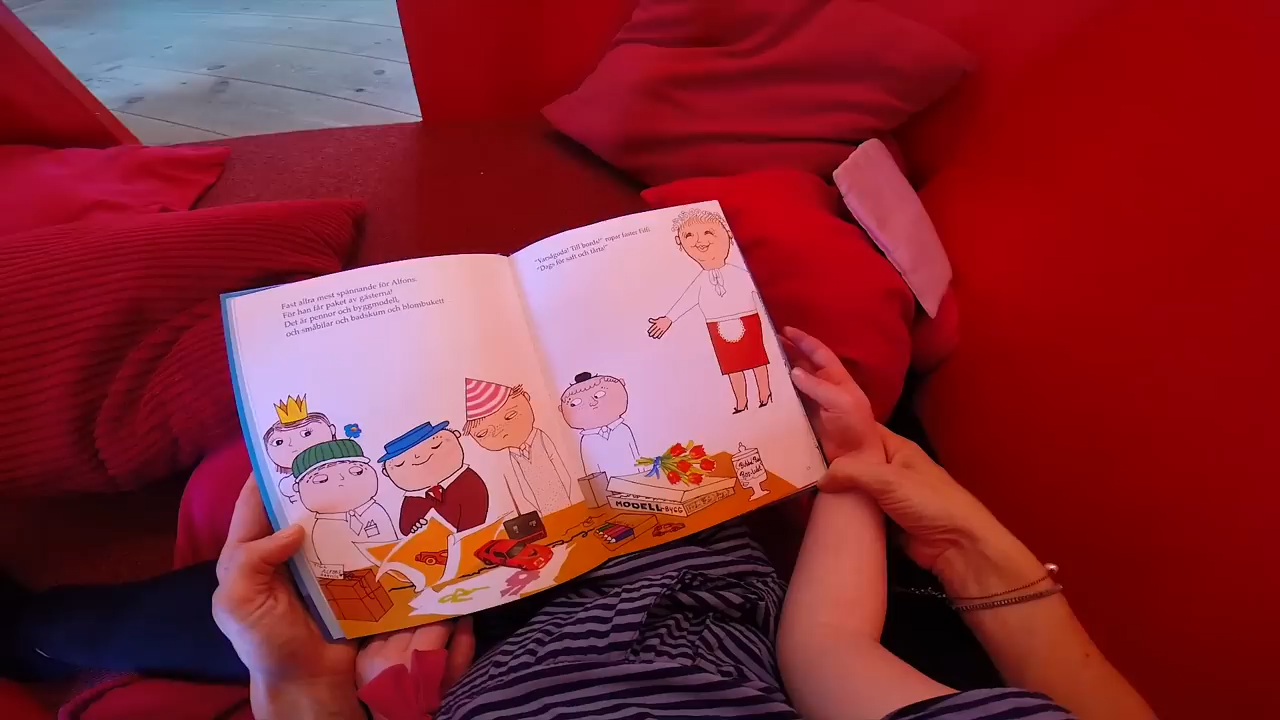 Fast allra mest spännande för Alfons.
För han får paket av gästerna!
Det är pennor och byggmodell,
och småbilar och badskum och blombukett
"Varsågoda! Till bords!" ropar faster Fifi.
"Dags för saft och tårta!"
MODELL-BYGG